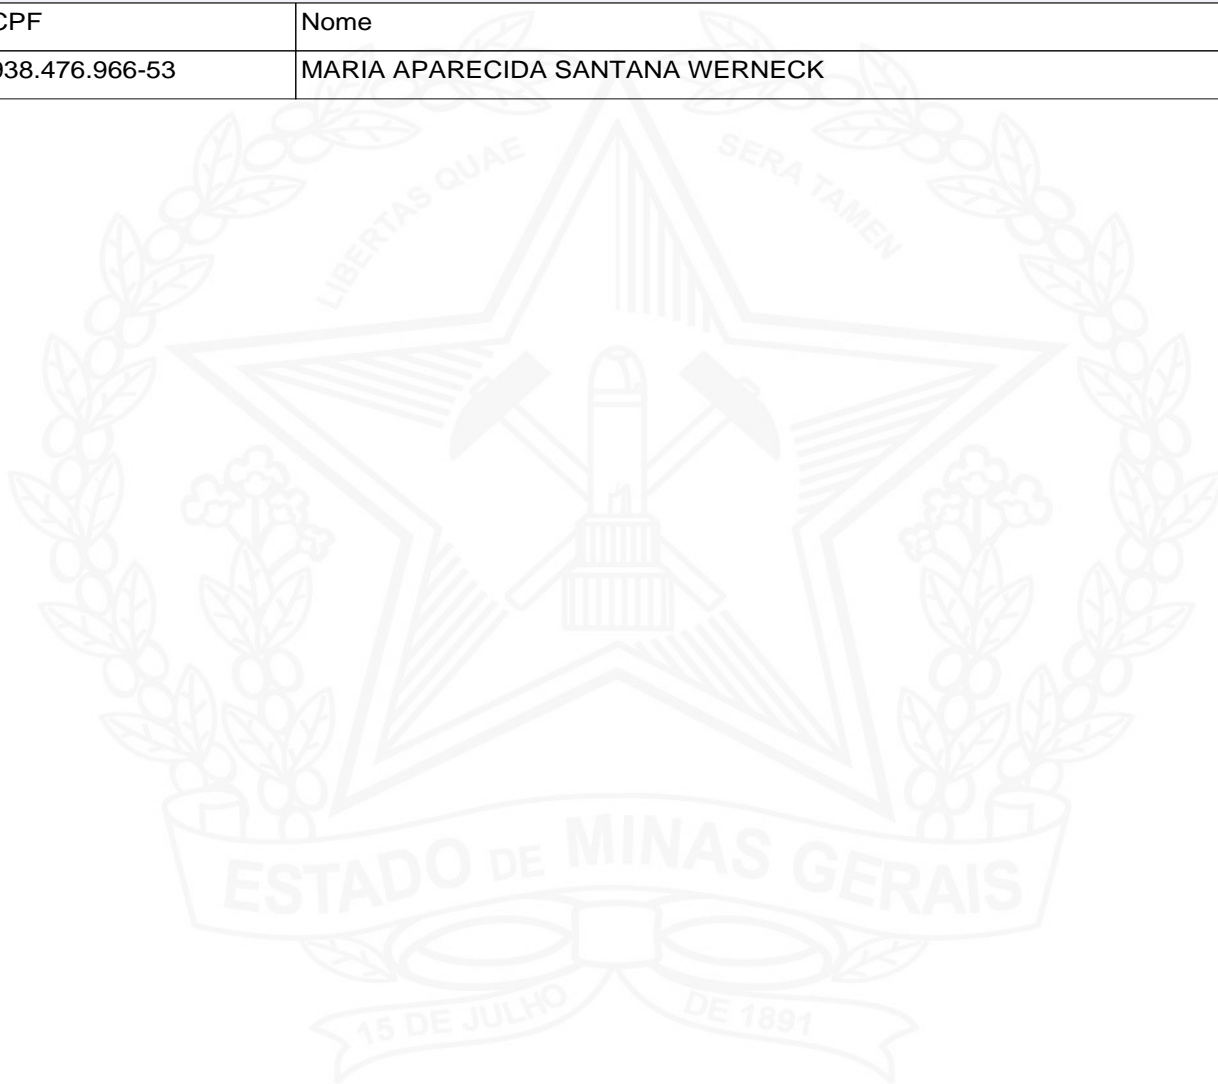 CPF Nome
938.476.966-53 MARIA APARECIDA SANTANA WERNECK
LIBERTAS QUAE SERA TAMEN
ESTADO DE MINAS GERAIS
15 DE JULHO DE 1891